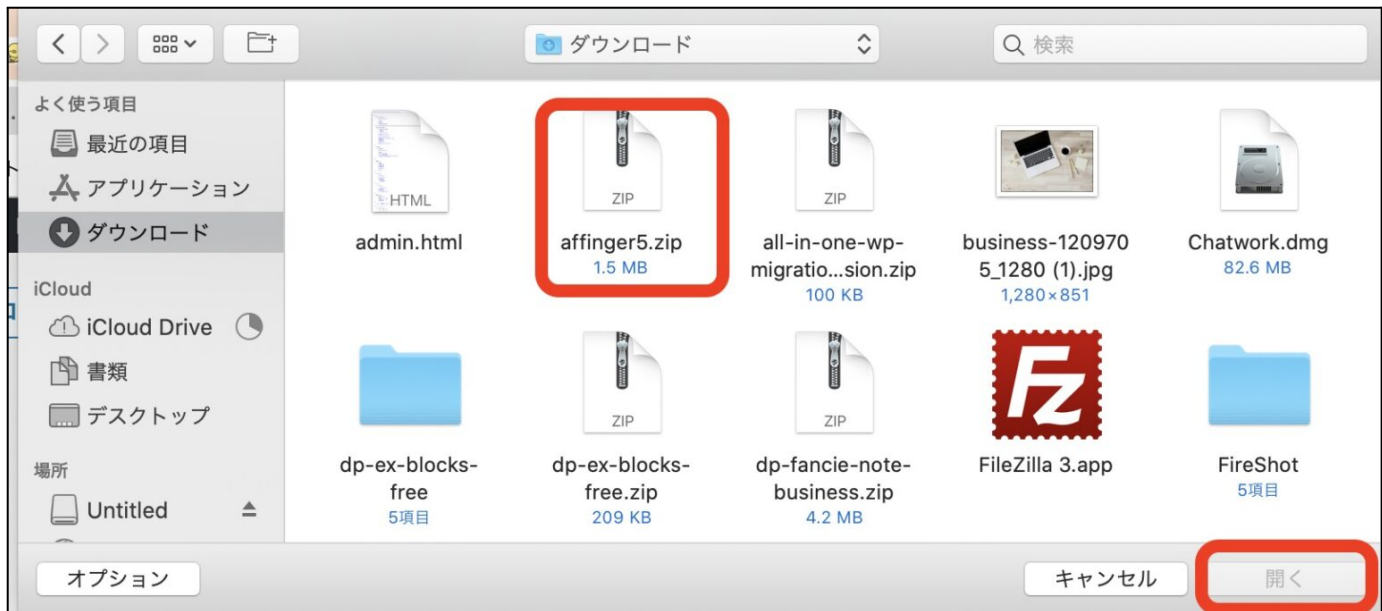 ダウンロード
検索
よく使う項目
最近の項目
アプリケーション
ダウンロード
iCloud
iCloud Drive
書類
デスクトップ
場所
Untitled
HTML
admin.html
ZIP
affinger5.zip
1.5 MB
ZIP
all-in-one-wp-
migratio...sion.zip
100 KB
business-120970
5_1280 (1).jpg
1,280×851
Chatwork.dmg
82.6 MB
dp-ex-blocks-
free
5項目
ZIP
dp-ex-blocks-
free.zip
209 KB
ZIP
dp-fancie-note-
business.zip
4.2 MB
Fz
FileZilla 3.app
FireShot
5項目
オプション
キャンセル
開く